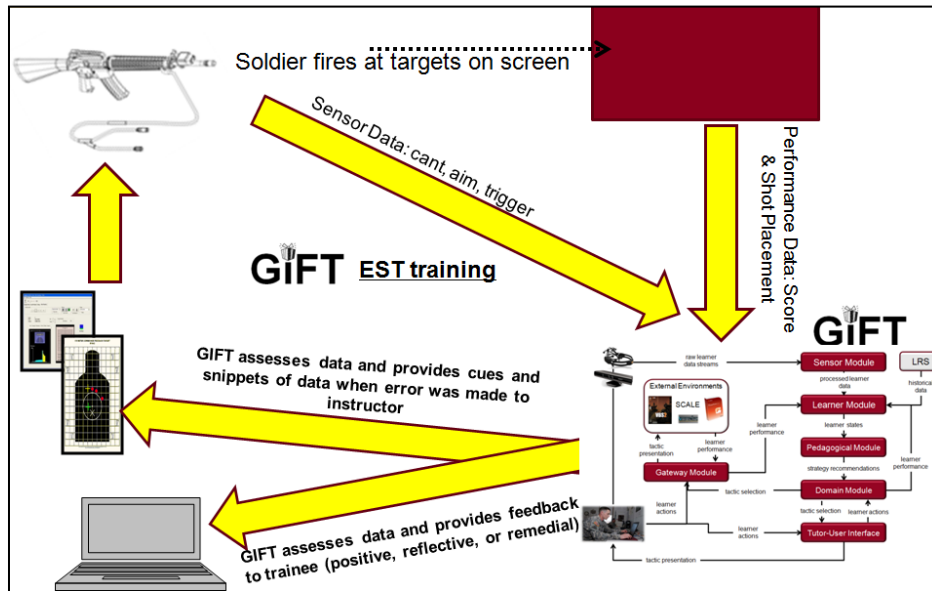 Soldier fires at targets on screen
Sensor Data: cant, aim, trigger
Performance Data: Score
& Shot Placement
GiFT EST training
GiFT
GIFT assesses data and provides cues and
snippets of data when error was made to
instructor
GIFT assesses data and provides feedback
to trainee (positive, reflective, or remedial)
raw learner
data streams
Sensor Module
LRS
processed learner
data
historical
data
External Environments
SCALE
Learner Module
learner
performance
learner states
tactic
presentation
learner
performance
Pedagogical Module
learner
performance
strategy recommendations
Gateway Module
tactic selection
Domain Module
learner
actions
tactic
selection
learner actions
learner
actions
Tutor-User Interface
tactic presentation